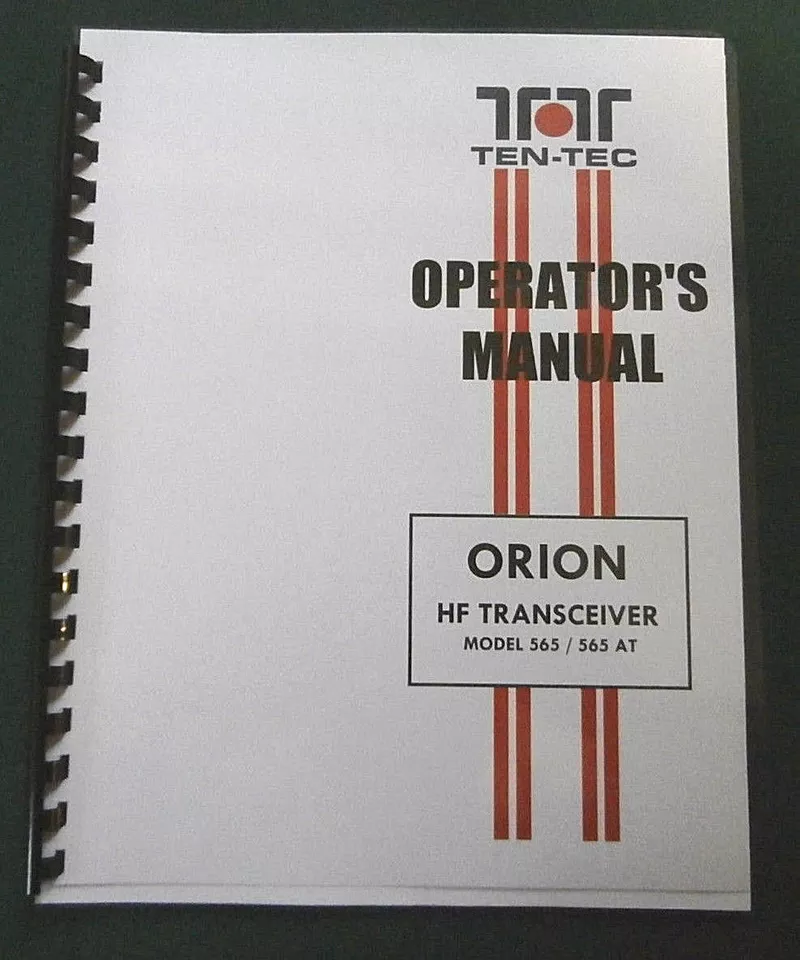 TEN-TEC
OPERATOR'S
MANUAL
ORION
HF TRANSCEIVER
MODEL 565 / 565 AT